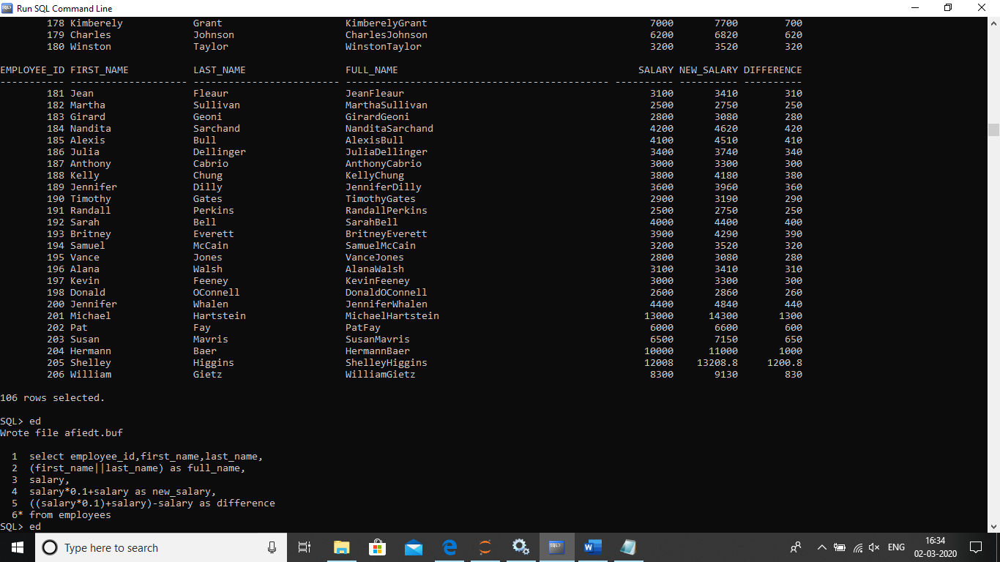 Run SQL Command Line
178 Kimberely Grant KimberelyGrant 7000 7700 700
179 Charles Johnson CharlesJohnson 6200 6820 620
180 Winston Taylor WinstonTaylor 3200 3520 320
EMPLOYEE_ID FIRST_NAME LAST_NAME FULL_NAME SALARY NEW_SALARY DIFFERENCE
----------- -------------------- ------------------------- --------------------------------------------- ---------- ---------- ----------
181 Jean Fleaur JeanFleaur 3100 3410 310
182 Martha Sullivan MarthaSullivan 2500 2750 250
183 Girard Geoni GirardGeoni 2800 3080 280
184 Nandita Sarchand NanditaSarchand 4200 4620 420
185 Alexis Bull AlexisBull 4100 4510 410
186 Julia Dellinger JuliaDellinger 3400 3740 340
187 Anthony Cabrio AnthonyCabrio 3000 3300 300
188 Kelly Chung KellyChung 3800 4180 380
189 Jennifer Dilly JenniferDilly 3600 3960 360
190 Timothy Gates TimothyGates 2900 3190 290
191 Randall Perkins RandallPerkins 2500 2750 250
192 Sarah Bell SarahBell 4000 4400 400
193 Britney Everett BritneyEverett 3900 4290 390
194 Samuel McCain SamuelMcCain 3200 3520 320
195 Vance Jones VanceJones 2800 3080 280
196 Alana Walsh AlanaWalsh 3100 3410 310
197 Kevin Feeney KevinFeeney 3000 3300 300
198 Donald OConnell DonaldOConnell 2600 2860 260
200 Jennifer Whalen JenniferWhalen 4400 4840 440
201 Michael Hartstein MichaelHartstein 13000 14300 1300
202 Pat Fay PatFay 6000 6600 600
203 Susan Mavris SusanMavris 6500 7150 650
204 Hermann Baer HermannBaer 10000 11000 1000
205 Shelley Higgins ShelleyHiggins 12008 13208.8 1200.8
206 William Gietz WilliamGietz 8300 9130 830
106 rows selected.
SQL> ed
Wrote file afiedt.buf
1 select employee_id,first_name,last_name,
2 (first_name||last_name) as full_name,
3 salary,
4 salary*0.1+salary as new_salary,
5 ((salary*0.1)+salary)-salary as difference
6* from employees
SQL> ed
Type here to search
ENG
16:34
02-03-2020